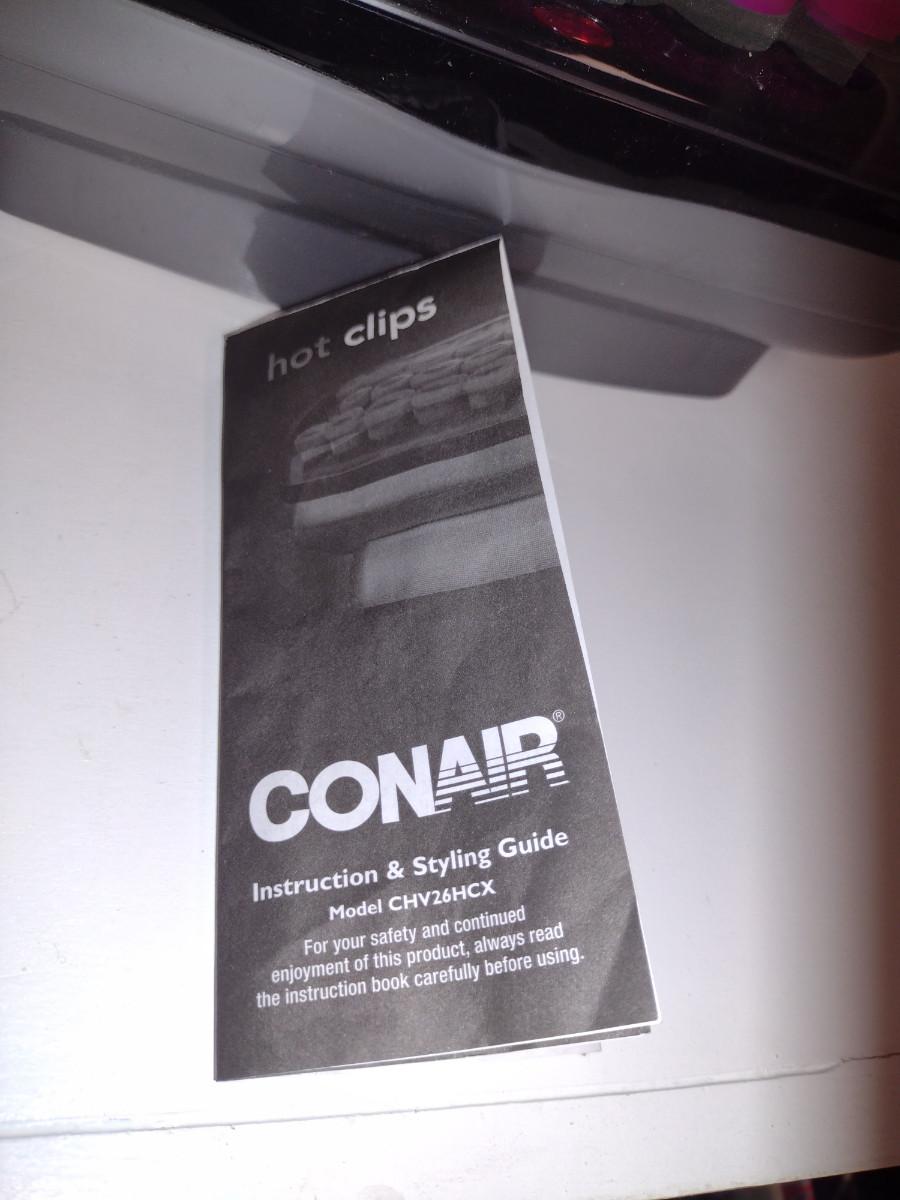 hot clips
CONAIR®
Instruction & Styling Guide
Model CHV26HCX
For your safety and continued
enjoyment of this product, always read
the instruction book carefully before using.